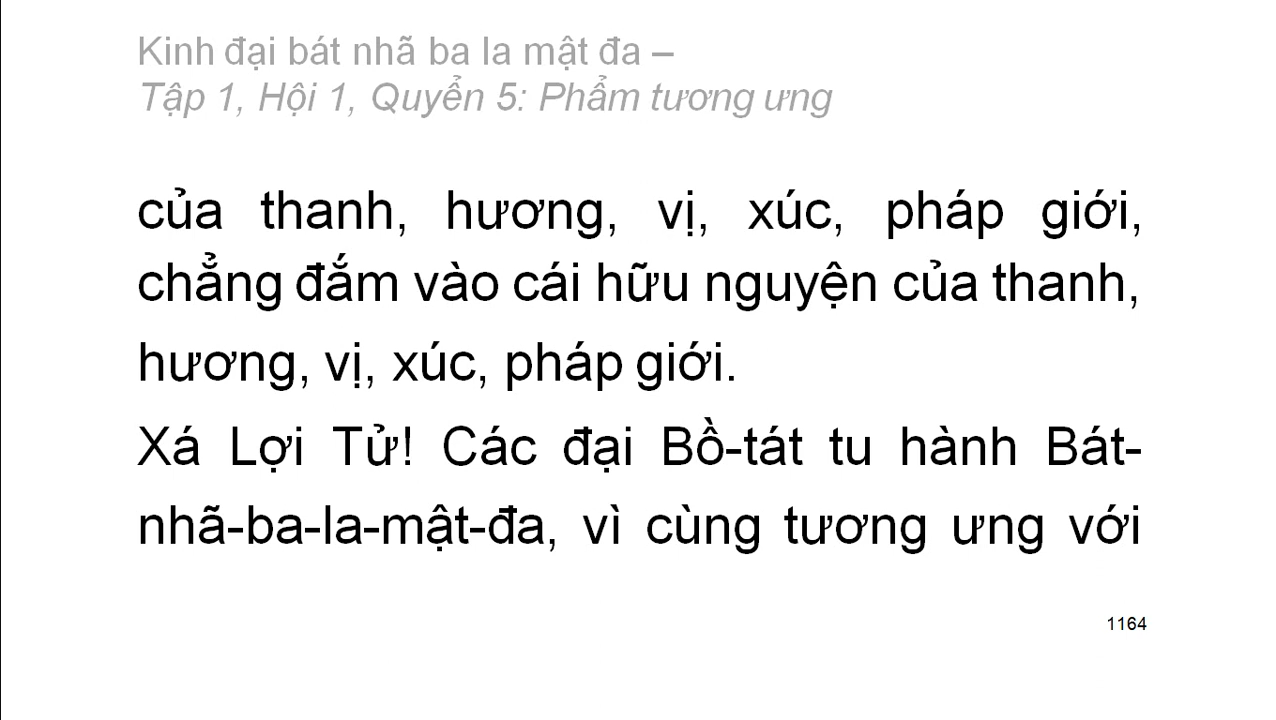 Kinh đại bát nhã ba la mật đa –
Tập 1, Hội 1, Quyển 5: Phẩm tương ưng
của thanh, hương, vị, xúc, pháp giới,
chẳng đắm vào cái hữu nguyện của thanh,
hương, vị, xúc, pháp giới.
Xá Lợi Tử! Các đại Bồ-tát tu hành Bát-
nhã-ba-la-mật-đa, vì cùng tương ưng với
1164